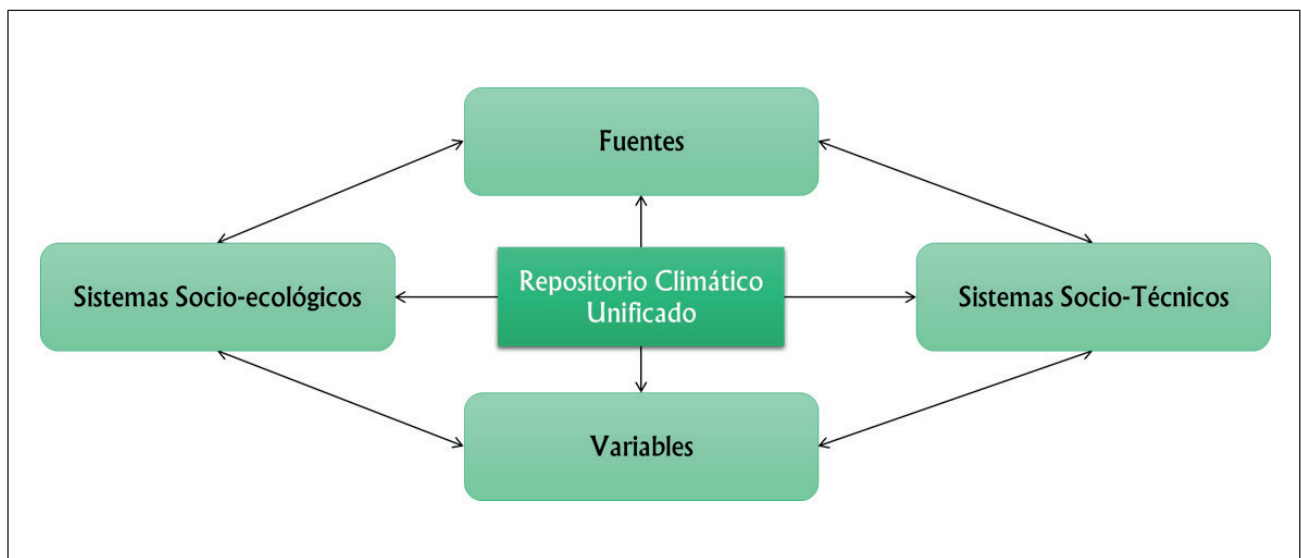 Fuentes
Sistemas Socio-ecológicos
Repositorio Climático
Unificado
Sistemas Socio-Técnicos
Variables